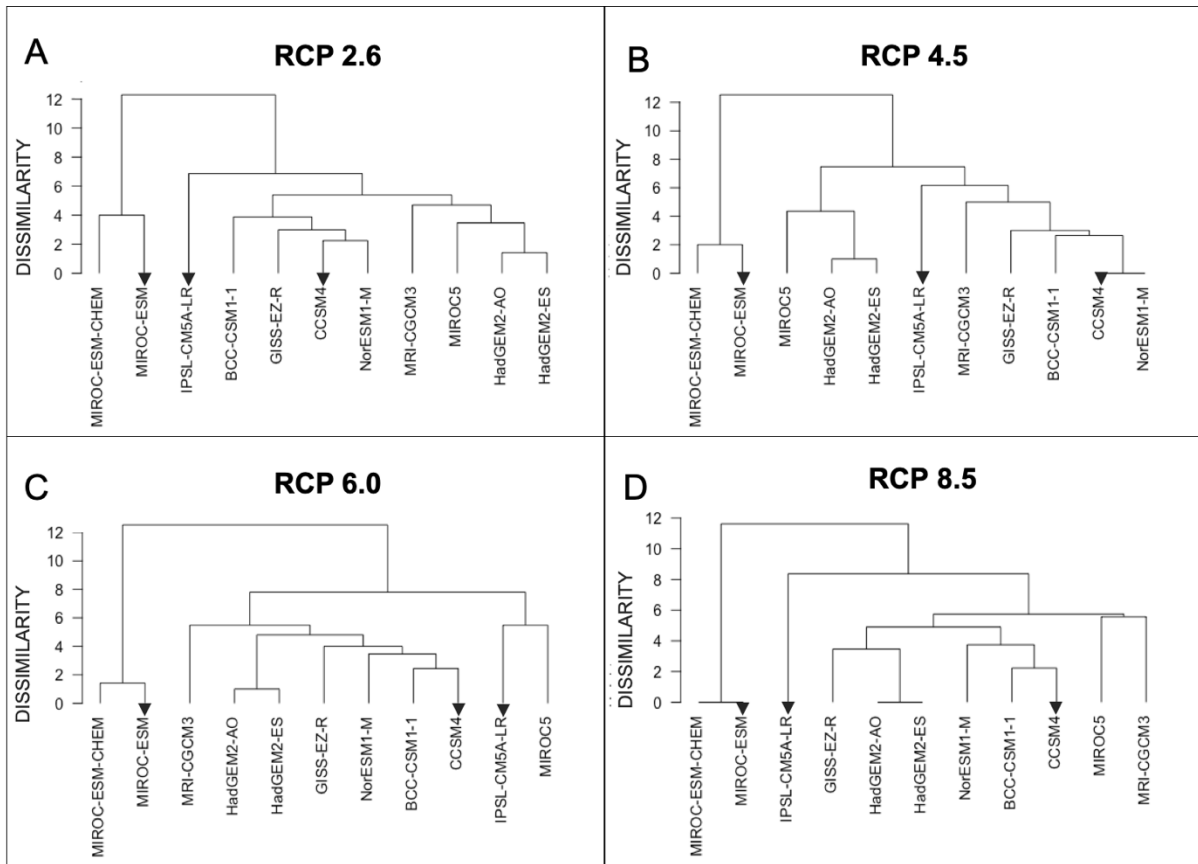 A
RCP 2.6
DISSIMILARITY
12
10
8
6
4
2
0
MIROC-ESM-CHEM
MIROC-ESM
IPSL-CM5A-LR
BCC-CSM1-1
GISS-EZ-R
CCSM4
NorESM1-M
MRI-CGCM3
MIROC5
HadGEM2-AO
HadGEM2-ES
B
RCP 4.5
DISSIMILARITY
12
10
8
6
4
2
0
MIROC-ESM-CHEM
MIROC-ESM
MIROC5
HadGEM2-AO
HadGEM2-ES
IPSL-CM5A-LR
MRI-CGCM3
GISS-EZ-R
BCC-CSM1-1
CCSM4
NorESM1-M
C
RCP 6.0
DISSIMILARITY
12
10
8
6
4
2
0
MIROC-ESM-CHEM
MIROC-ESM
MRI-CGCM3
HadGEM2-AO
HadGEM2-ES
GISS-EZ-R
NorESM1-M
BCC-CSM1-1
CCSM4
IPSL-CM5A-LR
MIROC5
D
RCP 8.5
DISSIMILARITY
12
10
8
6
4
2
0
MIROC-ESM-CHEM
MIROC-ESM
IPSL-CM5A-LR
GISS-EZ-R
HadGEM2-AO
HadGEM2-ES
NorESM1-M
BCC-CSM1-1
CCSM4
MIROC5
MRI-CGCM3